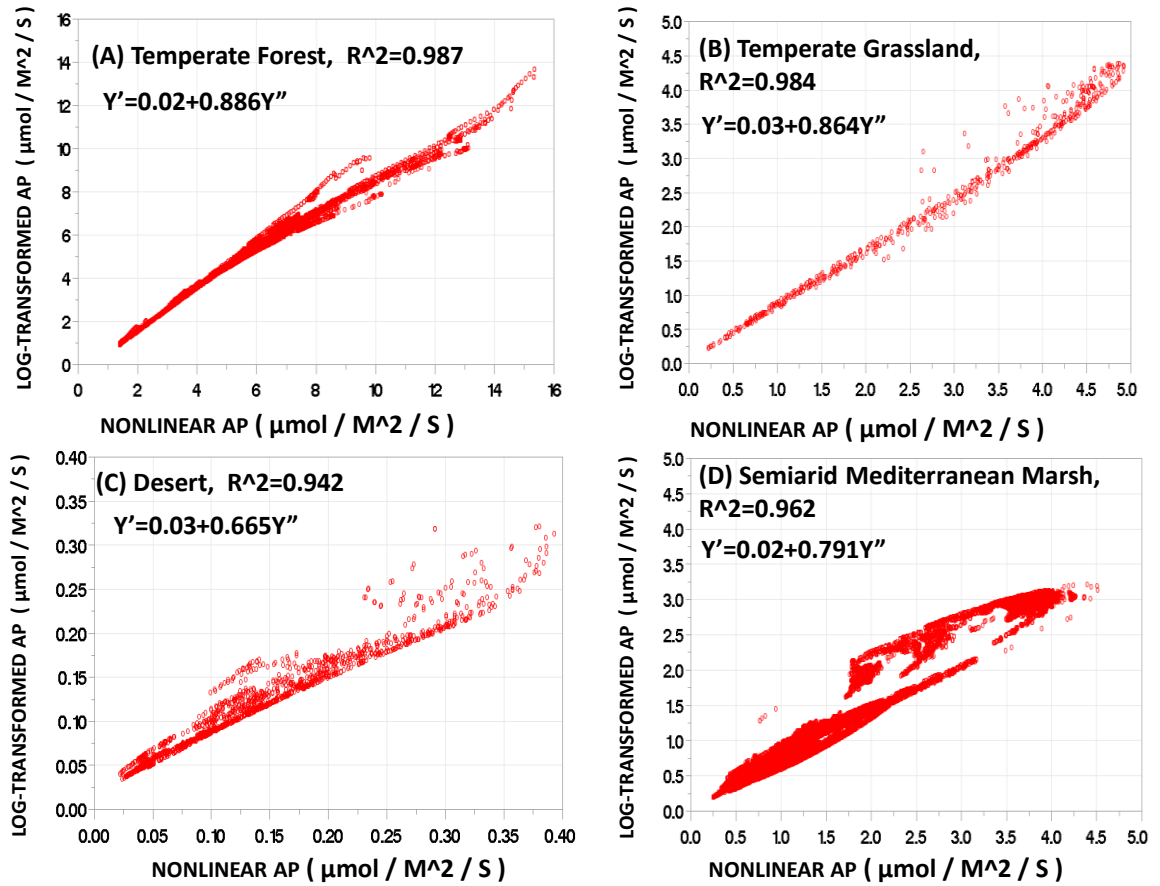 (A) Temperate Forest, R^2=0.987
Y’=0.02+0.886Y”
LOG-TRANSFORMED AP ( µmol / M^2 / S )
16
14
12
10
8
6
4
2
0
0 2 4 6 8 10 12 14 16
NONLINEAR AP ( µmol / M^2 / S )
(B) Temperate Grassland,
R^2=0.984
Y’=0.03+0.864Y”
LOG-TRANSFORMED AP ( µmol / M^2 / S )
5.0
4.5
4.0
3.5
3.0
2.5
2.0
1.5
1.0
0.5
0.0
0.0 0.5 1.0 1.5 2.0 2.5 3.0 3.5 4.0 4.5 5.0
NONLINEAR AP ( µmol / M^2 / S )
(C) Desert, R^2=0.942
Y’=0.03+0.665Y”
LOG-TRANSFORMED AP ( µmol / M^2 / S )
0.40
0.35
0.30
0.25
0.20
0.15
0.10
0.05
0.00
0.00 0.05 0.10 0.15 0.20 0.25 0.30 0.35 0.40
NONLINEAR AP ( µmol / M^2 / S )
(D) Semiarid Mediterranean Marsh,
R^2=0.962
Y’=0.02+0.791Y”
LOG-TRANSFORMED AP ( µmol / M^2 / S )
5.0
4.5
4.0
3.5
3.0
2.5
2.0
1.5
1.0
0.5
0.0
0.0 0.5 1.0 1.5 2.0 2.5 3.0 3.5 4.0 4.5 5.0
NONLINEAR AP ( µmol / M^2 / S )